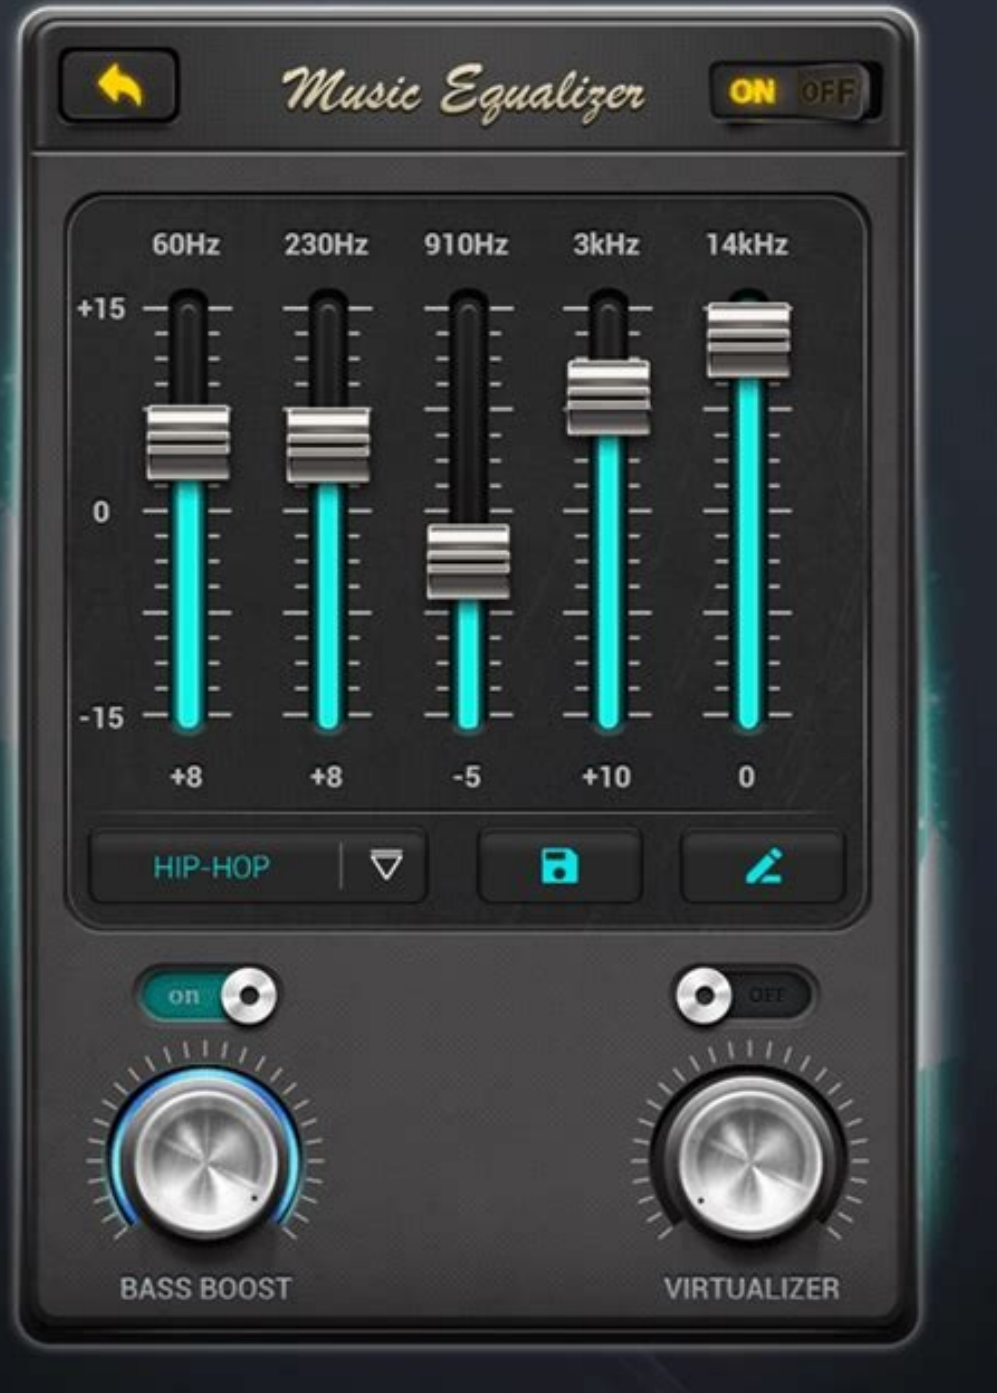 Music Equalizer
ON OFF
60Hz 230Hz 910Hz 3kHz 14kHz
+15
0
-15
+8 +8 -5 +10 0
HIP-HOP
on OFF
BASS BOOST VIRTUALIZER